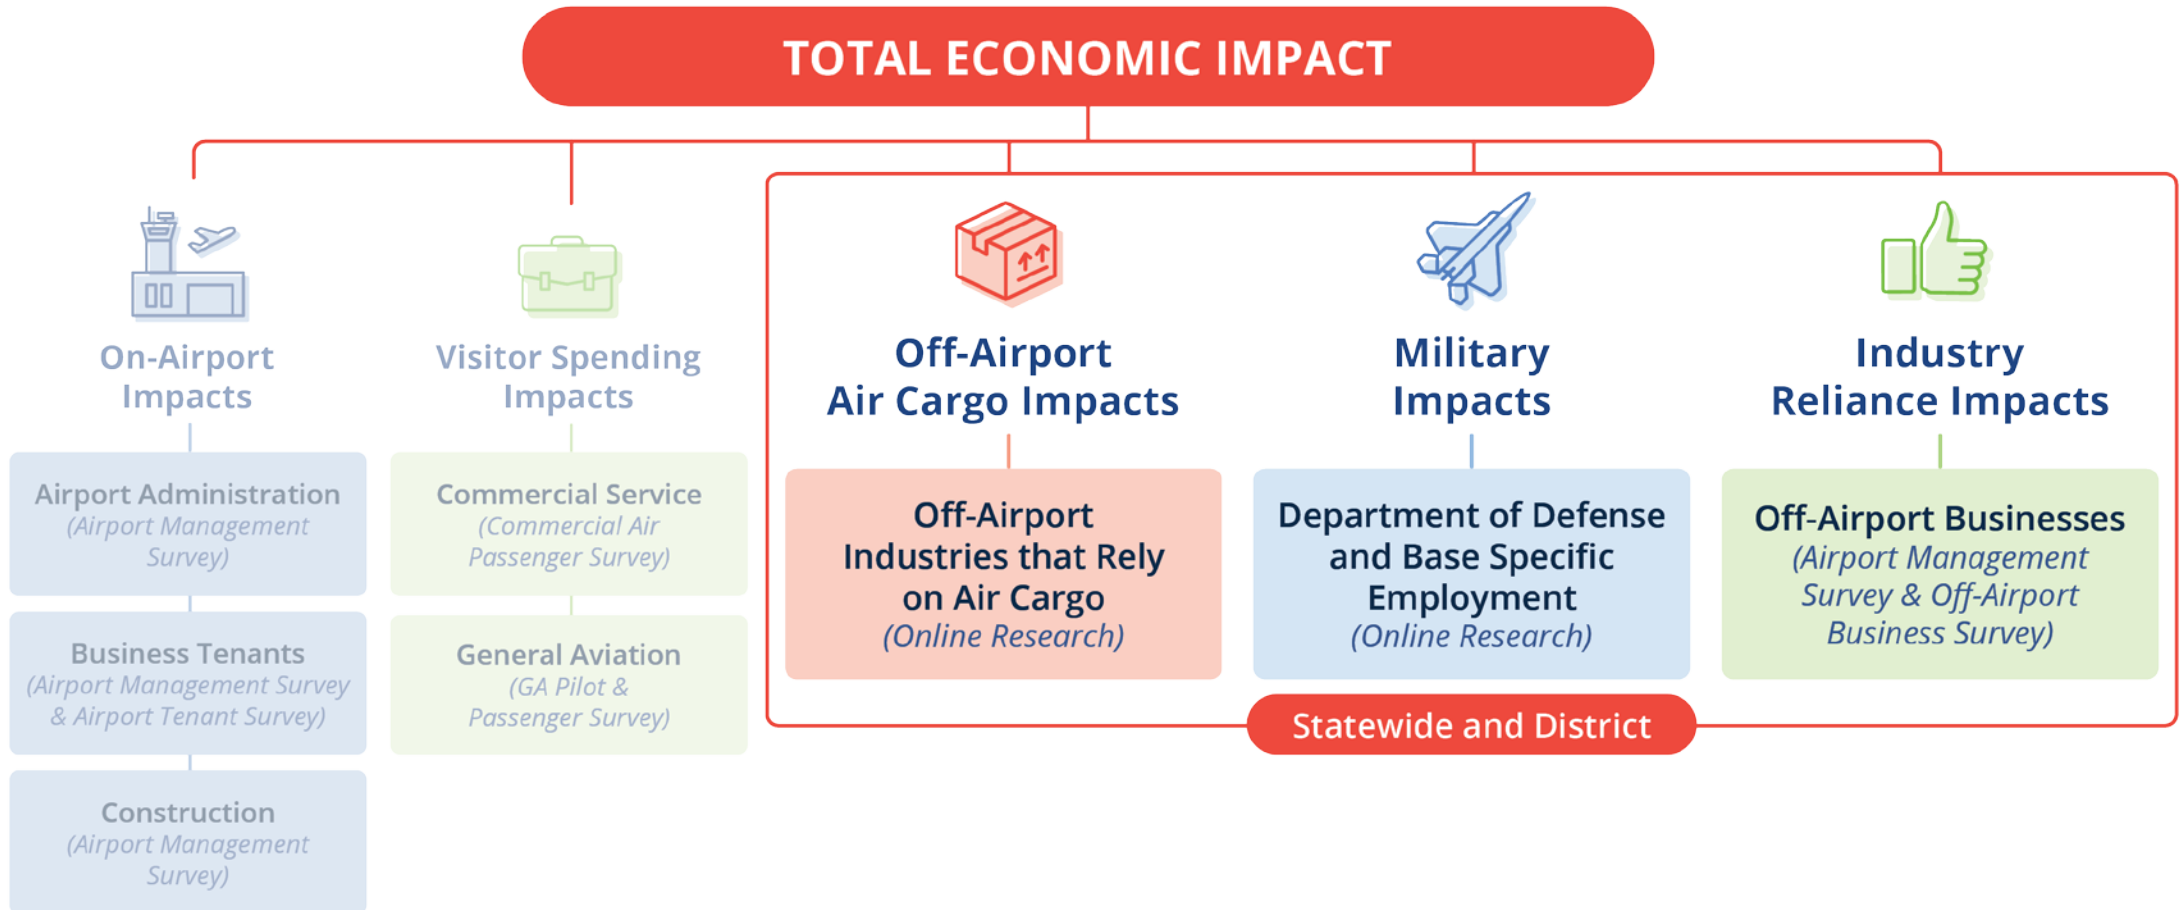 TOTAL ECONOMIC IMPACT
On-Airport
Impacts
Airport Administration
(Airport Management
Survey)
Business Tenants
(Airport Management Survey
& Airport Tenant Survey)
Construction
(Airport Management
Survey)
Visitor Spending
Impacts
Commercial Service
(Commercial Air
Passenger Survey)
General Aviation
(GA Pilot &
Passenger Survey)
Off-Airport
Air Cargo Impacts
Off-Airport
Industries that Rely
on Air Cargo
(Online Research)
Military
Impacts
Department of Defense
and Base Specific
Employment
(Online Research)
Industry
Reliance Impacts
Off-Airport Businesses
(Airport Management
Survey & Off-Airport
Business Survey)
Statewide and District